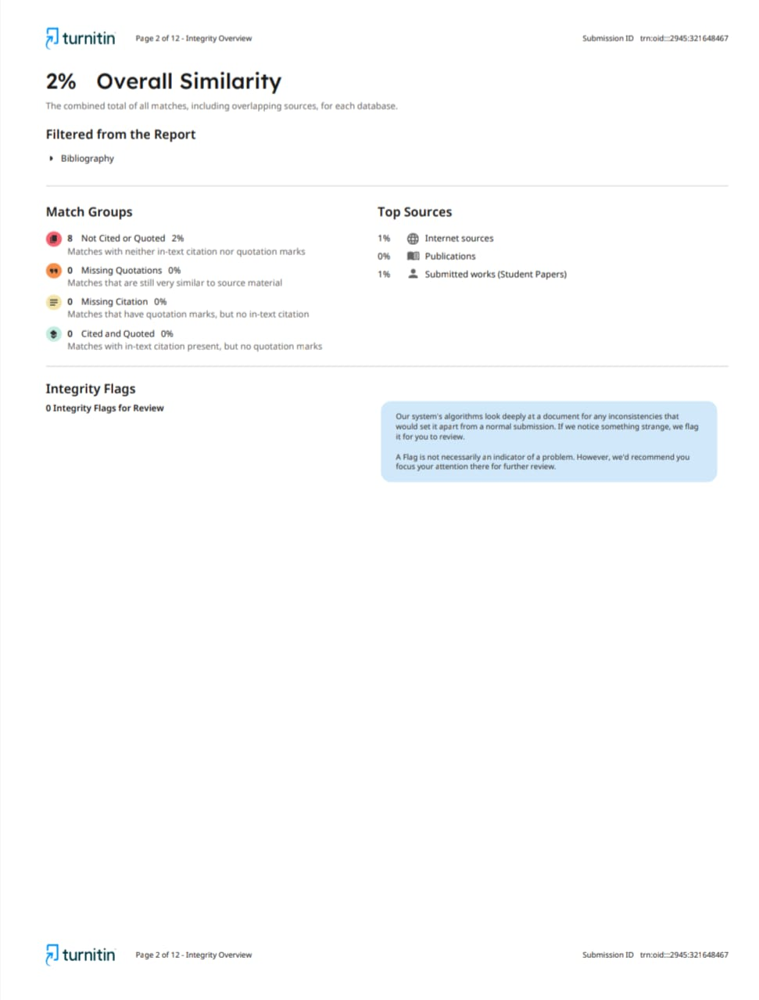 turnitin Page 2 of 12 - Integrity Overview Submission ID trn:oid:::2945:321648467
2% Overall Similarity
The combined total of all matches, including overlapping sources, for each database.
Filtered from the Report
Bibliography
Match Groups
8 Not Cited or Quoted 2%
Matches with neither in-text citation nor quotation marks
0 Missing Quotations 0%
Matches that are still very similar to source material
0 Missing Citation 0%
Matches that have quotation marks, but no in-text citation
0 Cited and Quoted 0%
Matches with in-text citation present, but no quotation marks
Top Sources
1% Internet sources
0% Publications
1% Submitted works (Student Papers)
Integrity Flags
0 Integrity Flags for Review
Our system's algorithms look deeply at a document for any inconsistencies that
would set it apart from a normal submission. If we notice something strange, we flag
it for you to review.
A Flag is not necessarily an indicator of a problem. However, we'd recommend you
focus your attention there for further review.
turnitin Page 2 of 12 - Integrity Overview Submission ID trn:oid:::2945:321648467